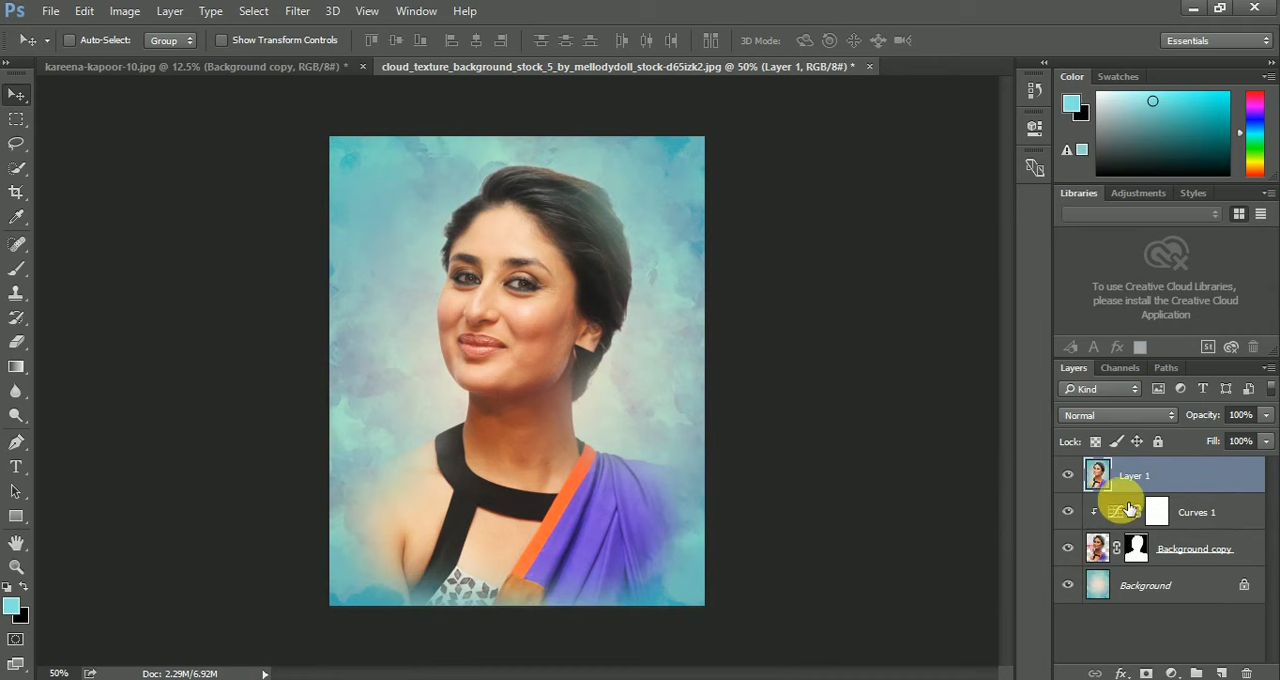 Ps File Edit Image Layer Type Select Filter 3D View Window Help
Auto-Select: Group Show Transform Controls 3D Mode: Essentials
kareena-kapoor-10.jpg @ 12.5% (Background copy, RGB/8#) * × cloud_texture_background_stock_5_by_mellodydoll_stock-d65izk2.jpg @ 50% (Layer 1, RGB/8#) * ×
Color Swatches
Libraries Adjustments Styles
To use Creative Cloud Libraries,
please install the Creative Cloud
Application
Layers Channels Paths
Kind
Normal Opacity: 100%
Lock: Fill: 100%
Layer 1
Curves 1
Background copy
Background
50% Doc: 2.29M/6.92M